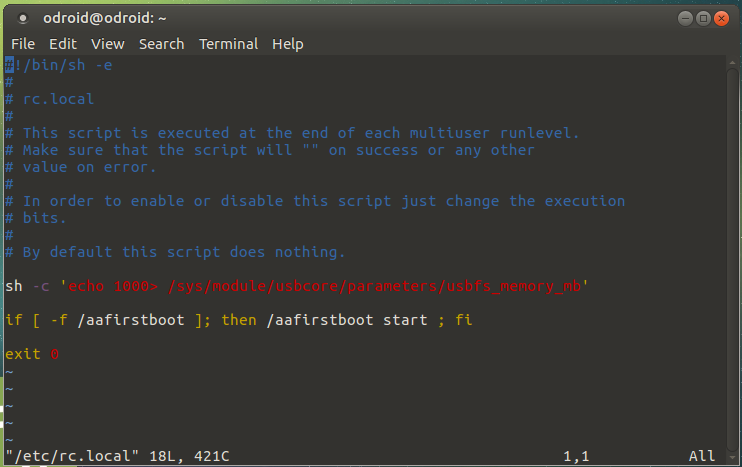 odroid@odroid: ~
File Edit View Search Terminal Help
#!/bin/sh -e
#
# rc.local
#
# This script is executed at the end of each multiuser runlevel.
# Make sure that the script will "" on success or any other
# value on error.
#
# In order to enable or disable this script just change the execution
# bits.
#
# By default this script does nothing.
sh -c 'echo 1000> /sys/module/usbcore/parameters/usbfs_memory_mb'
if [ -f /aafirstboot ]; then /aafirstboot start ; fi
exit 0
~
~
~
~
~
"/etc/rc.local" 18L, 421C 1,1 All